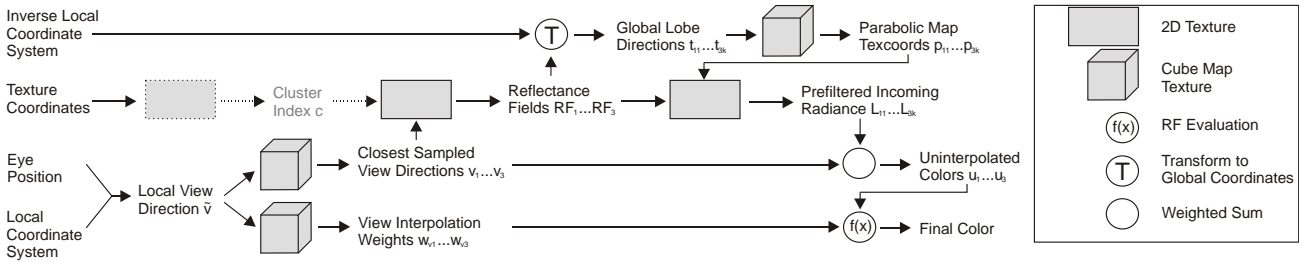 Inverse Local
Coordinate
System
T
Global Lobe
Directions t₁₁...t₃ₖ
Parabolic Map
Texcoords p₁₁...p₃ₖ
Texture
Coordinates
Cluster
Index c
Reflectance
Fields RF₁...RF₃
Prefiltered Incoming
Radiance L₁₁...L₃ₖ
Eye
Position
Local
Coordinate
System
Local View
Direction ṽ
Closest Sampled
View Directions v₁...v₃
Uninterpolated
Colors u₁...u₃
View Interpolation
Weights wᵥ₁...wᵥ₃
f(x)
Final Color
2D Texture
Cube Map
Texture
f(x)
RF Evaluation
T
Transform to
Global Coordinates
Weighted Sum